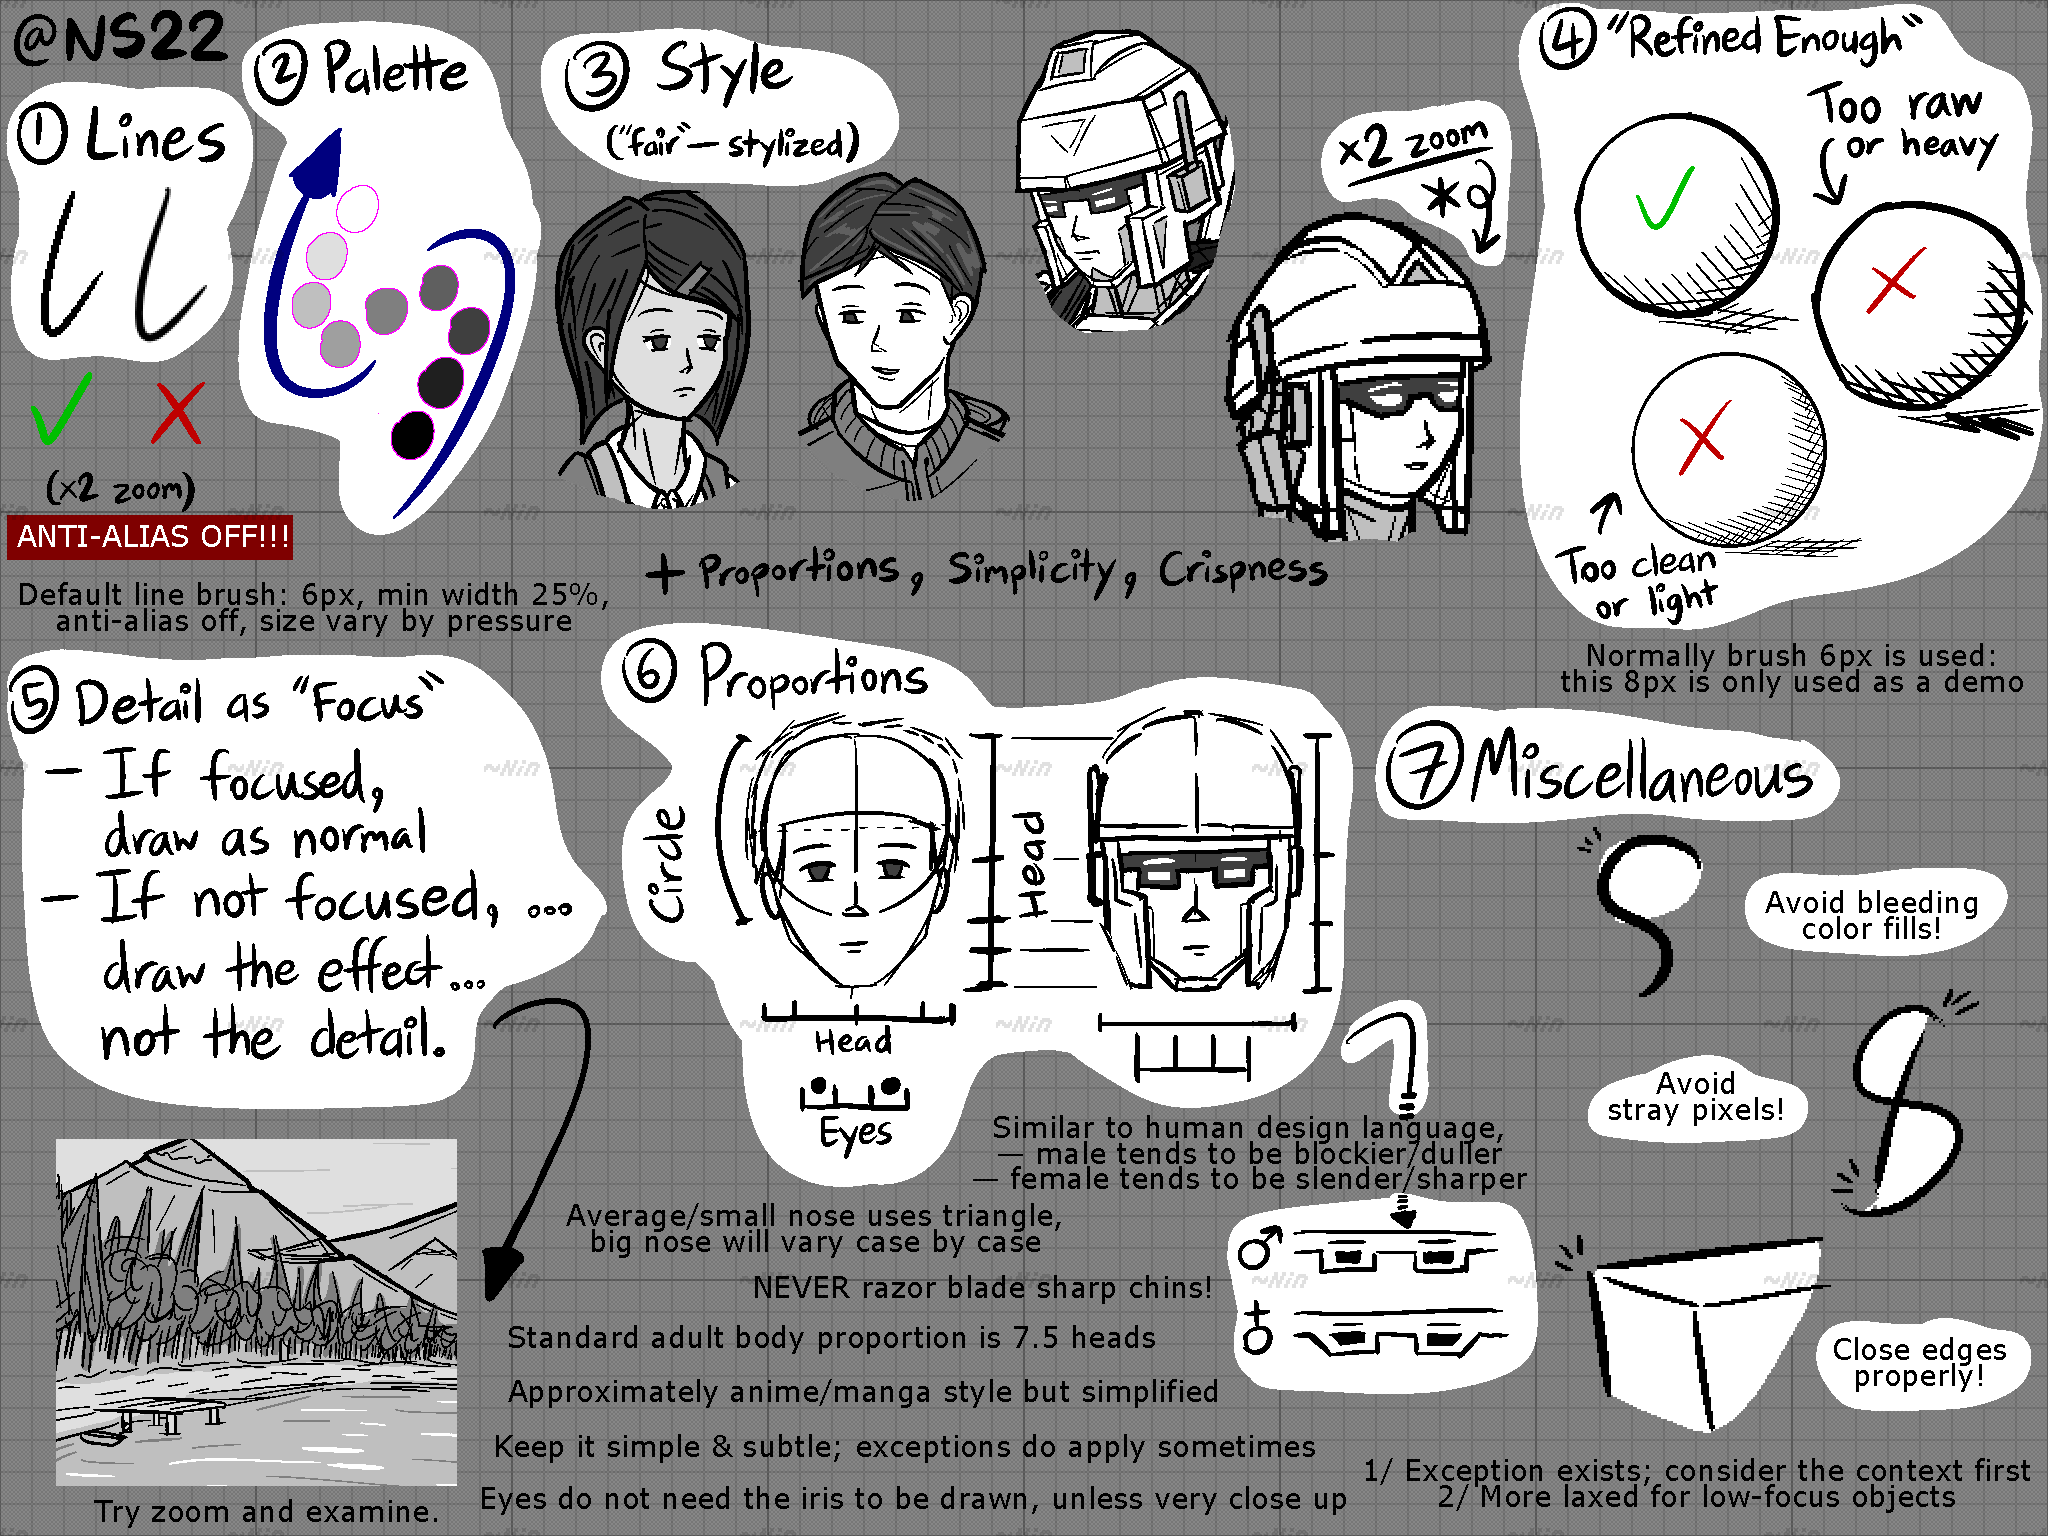 @NS22
① Lines
(x2 zoom)
ANTI-ALIAS OFF!!!
Default line brush: 6px, min width 25%,
anti-alias off, size vary by pressure
② Palette
③ Style
("fair" — stylized)
x2 zoom
*
+ Proportions, Simplicity, Crispness
④ "Refined Enough"
Too raw
or heavy
Too clean
or light
Normally brush 6px is used:
this 8px is only used as a demo
⑤ Detail as "Focus"
— If focused,
draw as normal
— If not focused, ...
draw the effect...
not the detail.
Try zoom and examine.
⑥ Proportions
Circle
Head
Head
Eyes
Similar to human design language,
— male tends to be blockier/duller
— female tends to be slender/sharper
♂
♀
Average/small nose uses triangle,
big nose will vary case by case
NEVER razor blade sharp chins!
Standard adult body proportion is 7.5 heads
Approximately anime/manga style but simplified
Keep it simple & subtle; exceptions do apply sometimes
Eyes do not need the iris to be drawn, unless very close up
⑦ Miscellaneous
Avoid bleeding
color fills!
Avoid
stray pixels!
Close edges
properly!
1/ Exception exists; consider the context first
2/ More laxed for low-focus objects
~Nin